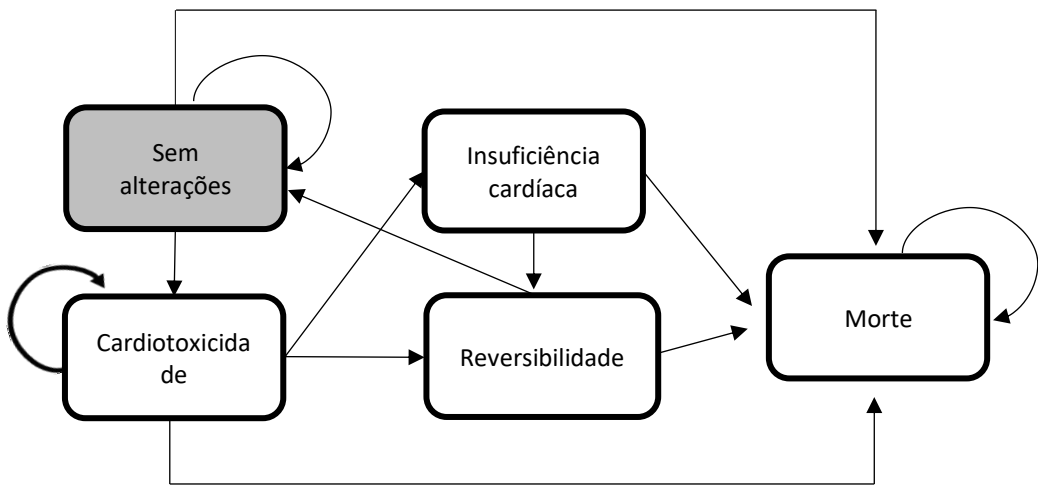 Sem
alterações
Insuficiência
cardíaca
Cardiotoxicida
de
Reversibilidade
Morte